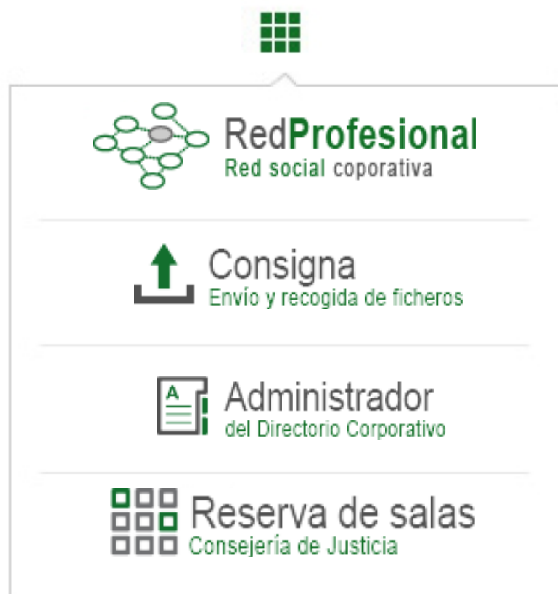 RedProfesional
Red social coporativa
Consigna
Envío y recogida de ficheros
A
Administrador
del Directorio Corporativo
Reserva de salas
Consejería de Justicia